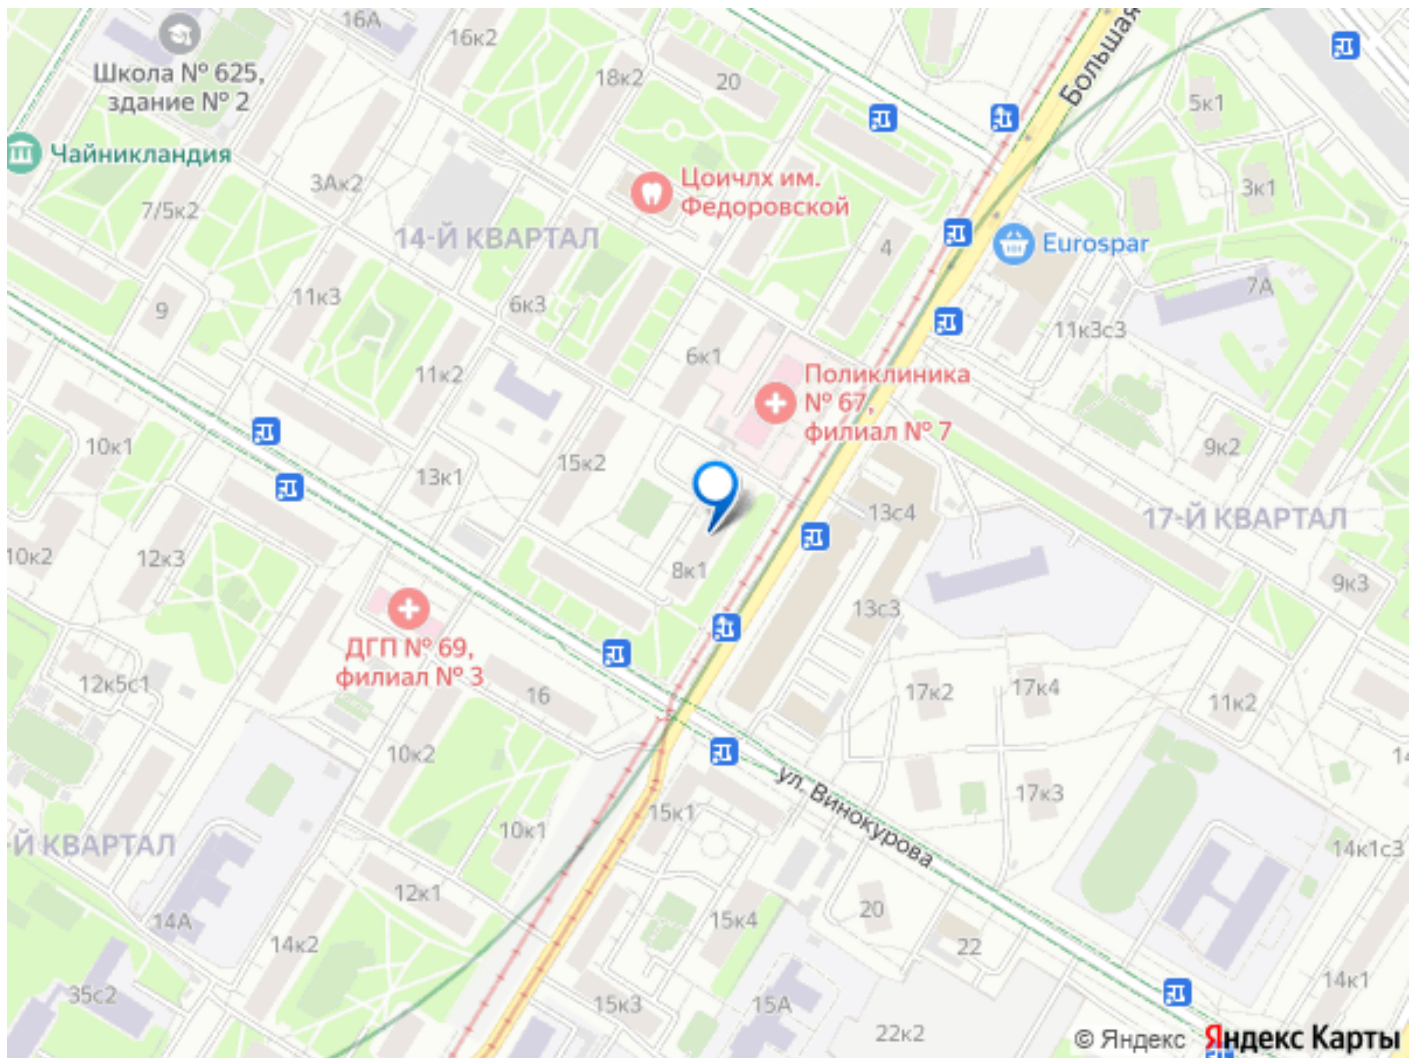 16А
16к2
Большая
Школа № 625,
здание № 2
18к2
20
5к1
Чайникландия
3Ак2
Цоичлх им.
Федоровской
3к1
7/5к2
14-Й КВАРТАЛ
4
Eurospar
7А
11к3
6к3
9
11к3с3
6к1
11к2
Поликлиника
№ 67,
филиал № 7
10к1
13к1
15к2
9к2
13с4
17-Й КВАРТАЛ
10к2
12к3
8к1
9к3
13с3
ДГП № 69,
филиал № 3
12к5с1
16
17к2
17к4
11к2
10к2
14
ул. Винокурова
17к3
15к1
10к1
-Й КВАРТАЛ
14к1с3
12к1
14А
15к4
20
14к2
22
35с2
15к3
15А
14к1
22к2
© Яндекс
Яндекс Карты